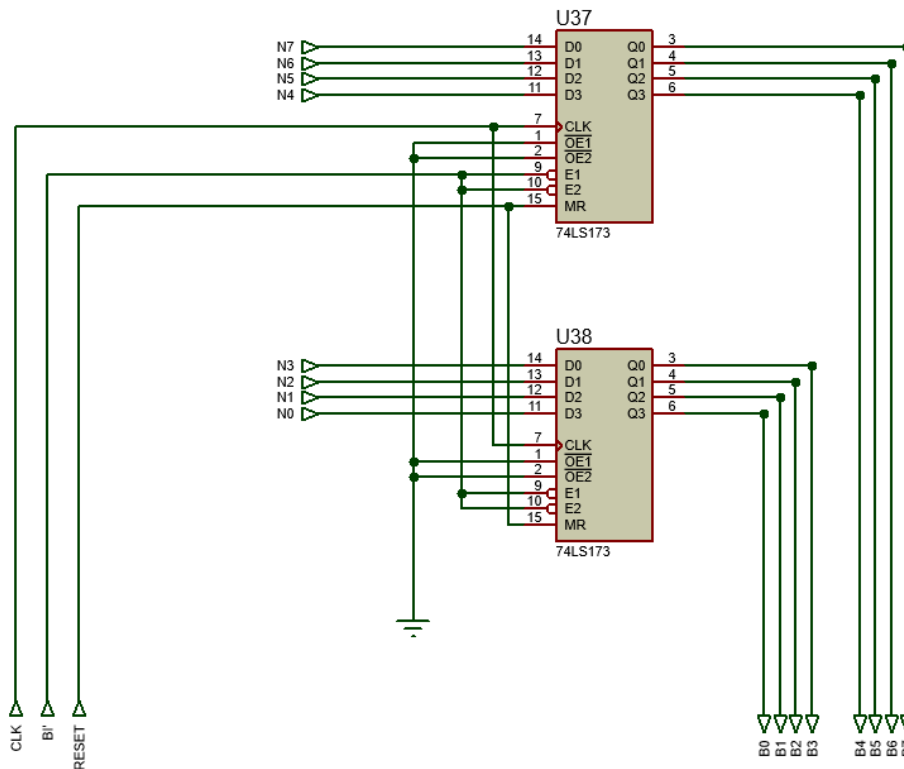 U37
N7 14 D0 Q0 3
N6 13 D1 Q1 4
N5 12 D2 Q2 5
N4 11 D3 Q3 6
7 CLK
1 OE1
2 OE2
9 E1
10 E2
15 MR
74LS173
U38
N3 14 D0 Q0 3
N2 13 D1 Q1 4
N1 12 D2 Q2 5
N0 11 D3 Q3 6
7 CLK
1 OE1
2 OE2
9 E1
10 E2
15 MR
74LS173
CLK
BI'
RESET
B0
B1
B2
B3
B4
B5
B6